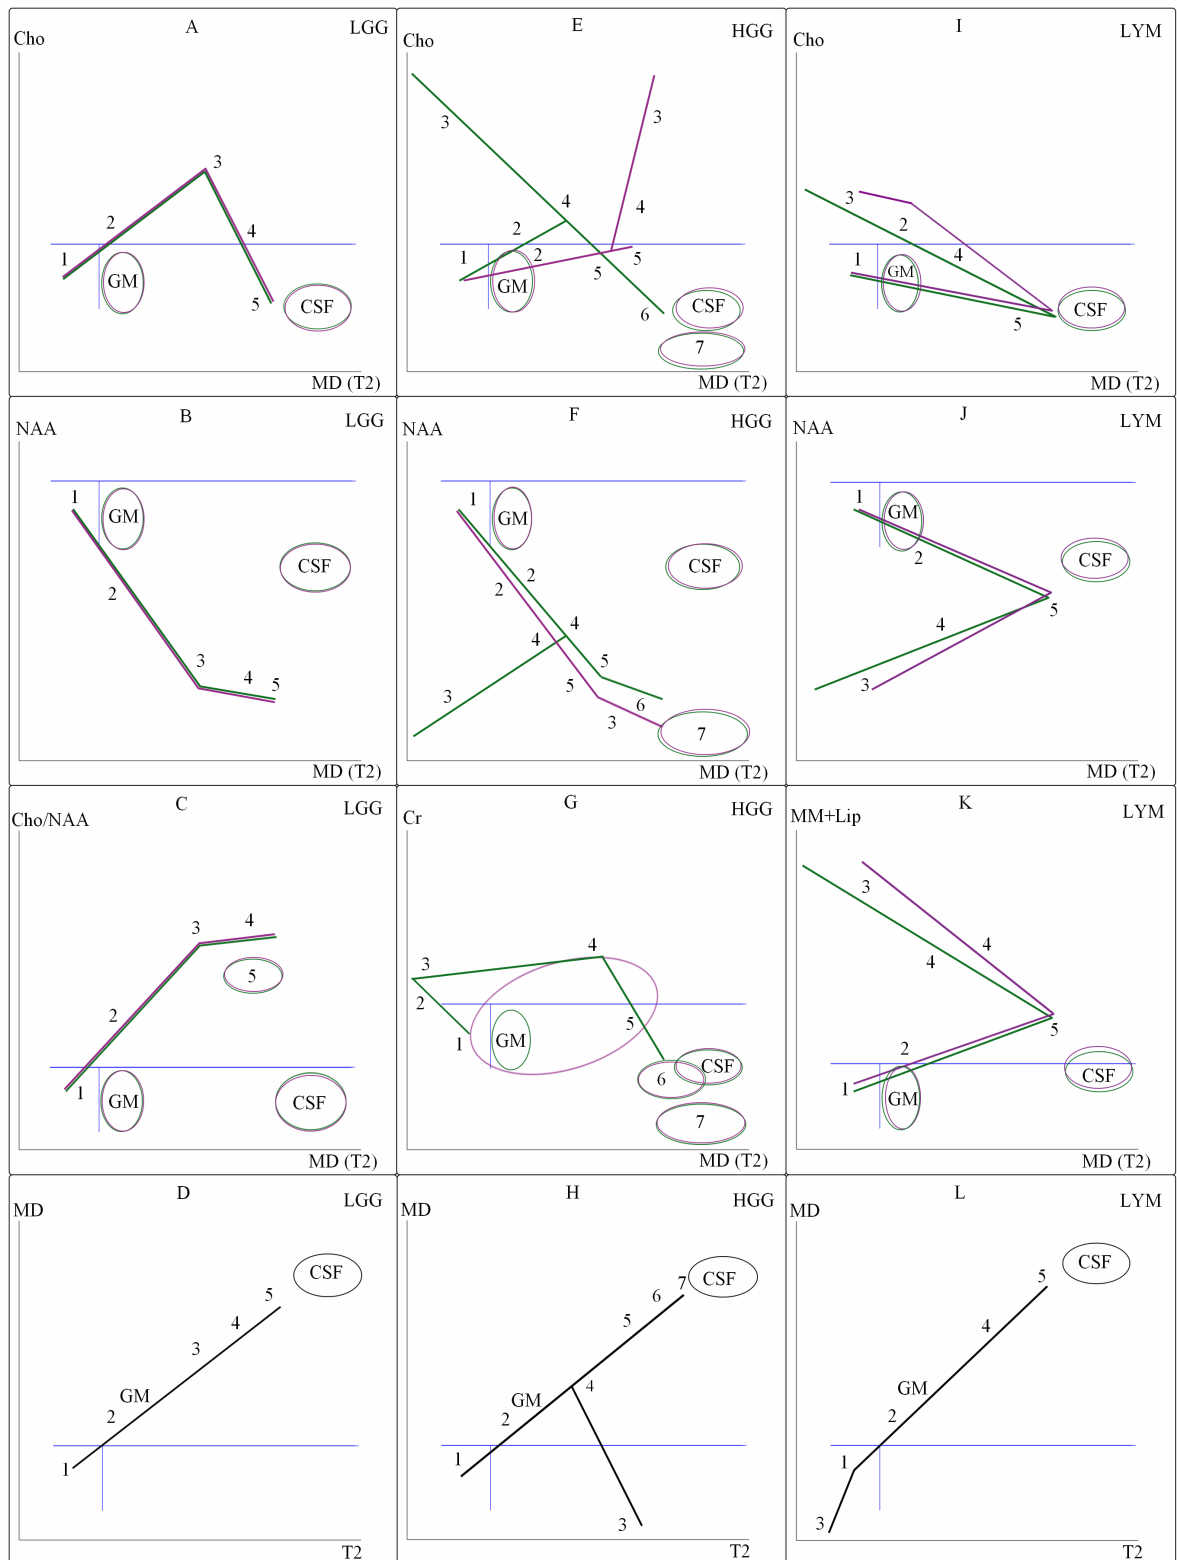 A LGG
Cho
3
2
4
1
GM
5
CSF
MD (T2)
E HGG
Cho
3
3
4
4
2
2
5
5
GM
6
CSF
7
MD (T2)
I LYM
Cho
3
2
4
1
GM
5
CSF
MD (T2)
B LGG
NAA
1
GM
CSF
2
3
4
5
MD (T2)
F HGG
NAA
1
GM
2
2
CSF
4
4
5
5
3
3
6
7
MD (T2)
J LYM
NAA
1
GM
2
CSF
4
5
3
MD (T2)
C LGG
Cho/NAA
3
4
5
2
1
GM
CSF
MD (T2)
G HGG
Cr
4
3
2
5
1
GM
6
CSF
7
MD (T2)
K LYM
MM+Lip
3
4
4
5
2
1
GM
CSF
MD (T2)
D LGG
MD
CSF
5
4
3
GM
2
1
T2
H HGG
MD
7
CSF
6
5
4
GM
2
1
3
T2
L LYM
MD
CSF
5
4
GM
2
1
3
T2